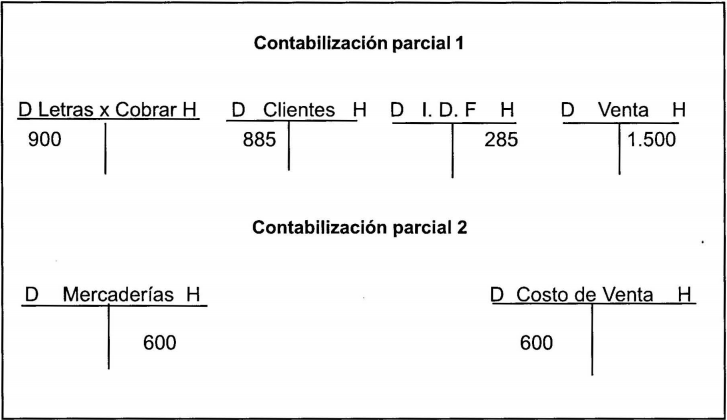 Contabilización parcial 1
D Letras x Cobrar H D Clientes H D I. D. F H D Venta H
900 885 285 1.500
Contabilización parcial 2
D Mercaderías H D Costo de Venta H
600 600